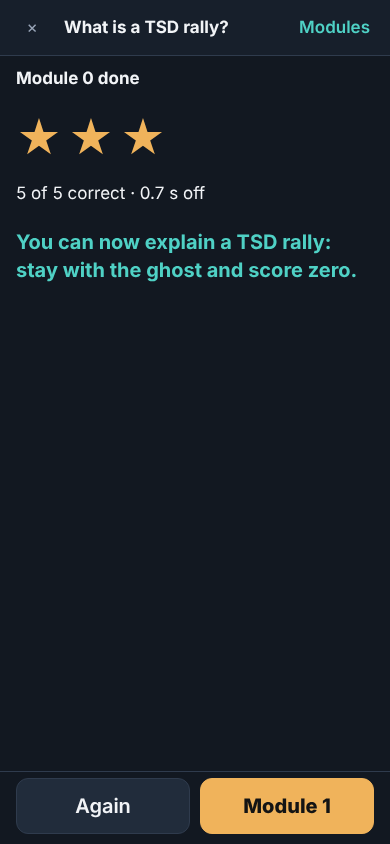 × What is a TSD rally? Modules
Module 0 done
5 of 5 correct · 0.7 s off
You can now explain a TSD rally:
stay with the ghost and score zero.
Again Module 1